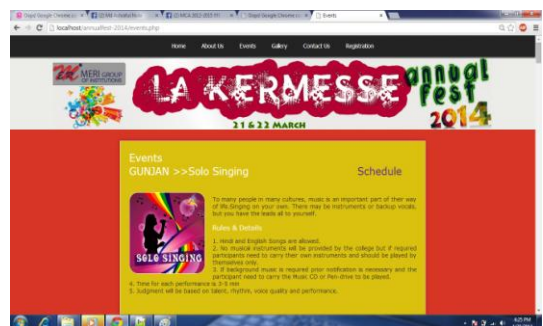 localhost/annualfest-2014/events.php
Home About Us Events Gallery Contact Us Registration
MERI GROUP
OF INSTITUTIONS
LA KERMESSE
annual
fest
2014
21 & 22 MARCH
Events
GUNJAN >>Solo Singing
Schedule
SOLO SINGING
To many people in many cultures, music is an important part of their way
of life.Singing on your own. There may be instruments or backup vocals,
but you have the leads all to yourself.
Rules & Details
1. Hindi and English Songs are allowed.
2. No musical instruments will be provided by the college but if required
participants need to carry their own instruments and should be played by
themselves only.
3. If background music is required prior notification is necessary and the
participant need to carry the Music CD or Pen-drive to be played.
4. Time for each performance is 3-5 min
5. Judgment will be based on talent, rhythm, voice quality and performance.
4:25 PM